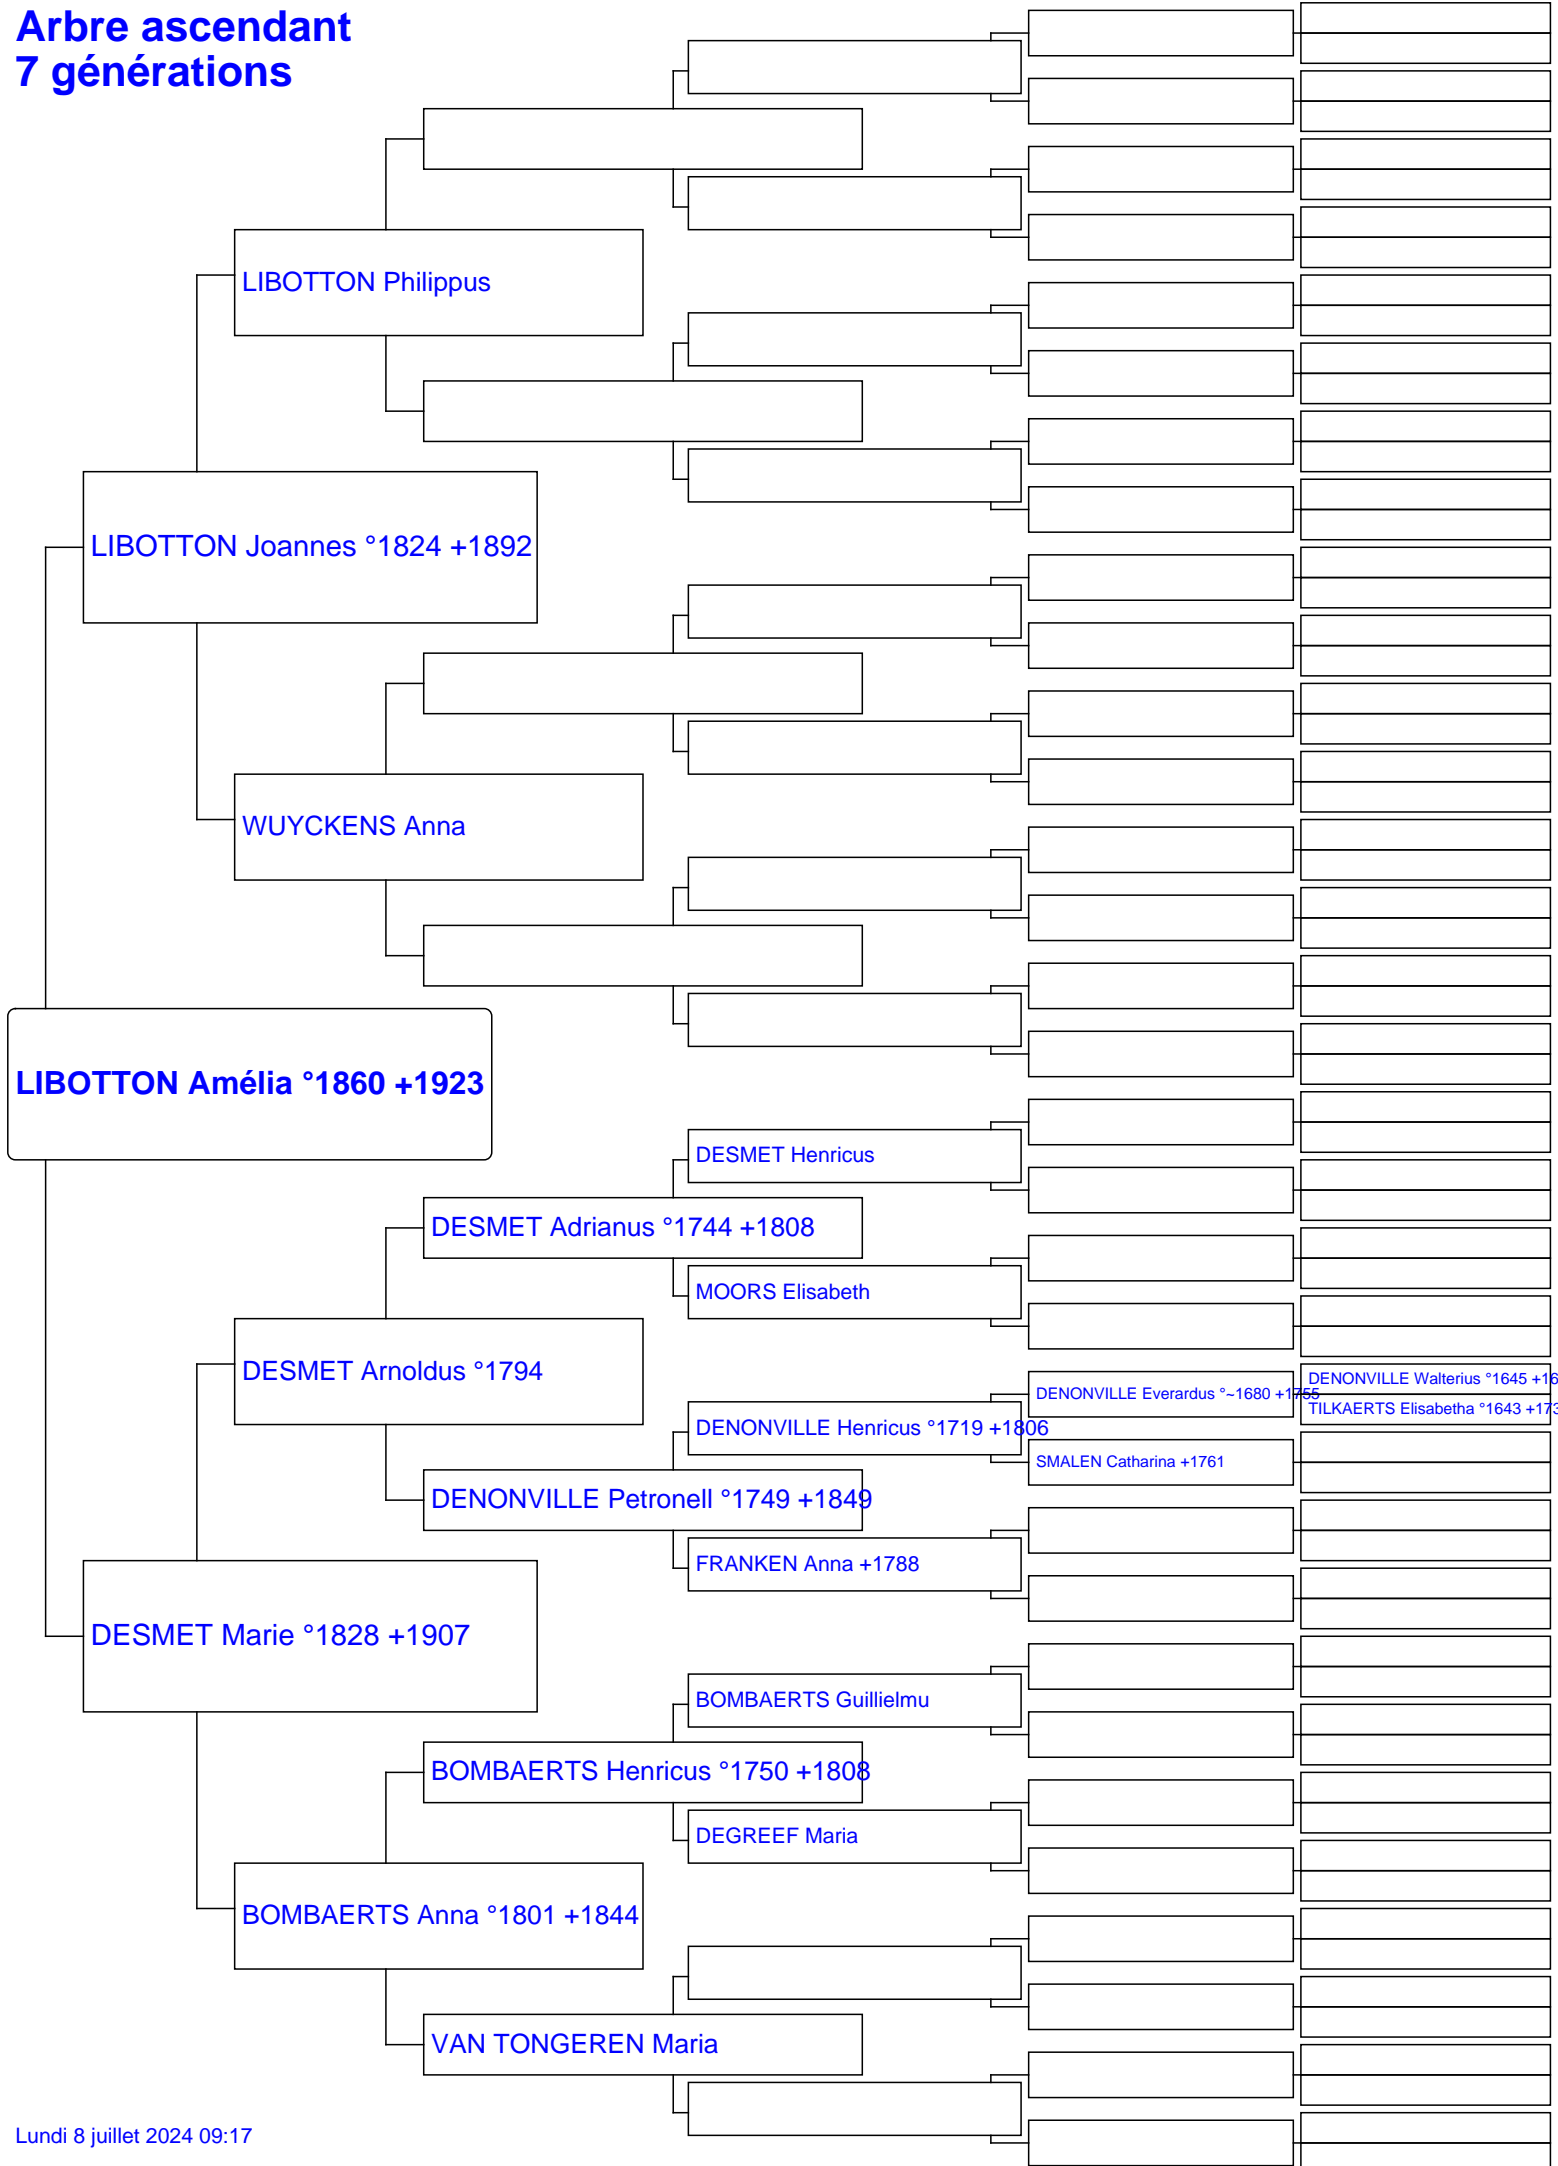 Arbre ascendant
7 générations
LIBOTTON Philippus
LIBOTTON Joannes °1824 +1892
WUYCKENS Anna
LIBOTTON Amélia °1860 +1923
DESMET Henricus
DESMET Adrianus °1744 +1808
MOORS Elisabeth
DESMET Arnoldus °1794
DENONVILLE Walterius °1645 +16
DENONVILLE Everardus °~1680 +1755
TILKAERTS Elisabetha °1643 +173
DENONVILLE Henricus °1719 +1806
SMALEN Catharina +1761
DENONVILLE Petronell °1749 +1849
FRANKEN Anna +1788
DESMET Marie °1828 +1907
BOMBAERTS Guillielmu
BOMBAERTS Henricus °1750 +1808
DEGREEF Maria
BOMBAERTS Anna °1801 +1844
VAN TONGEREN Maria
Lundi 8 juillet 2024 09:17